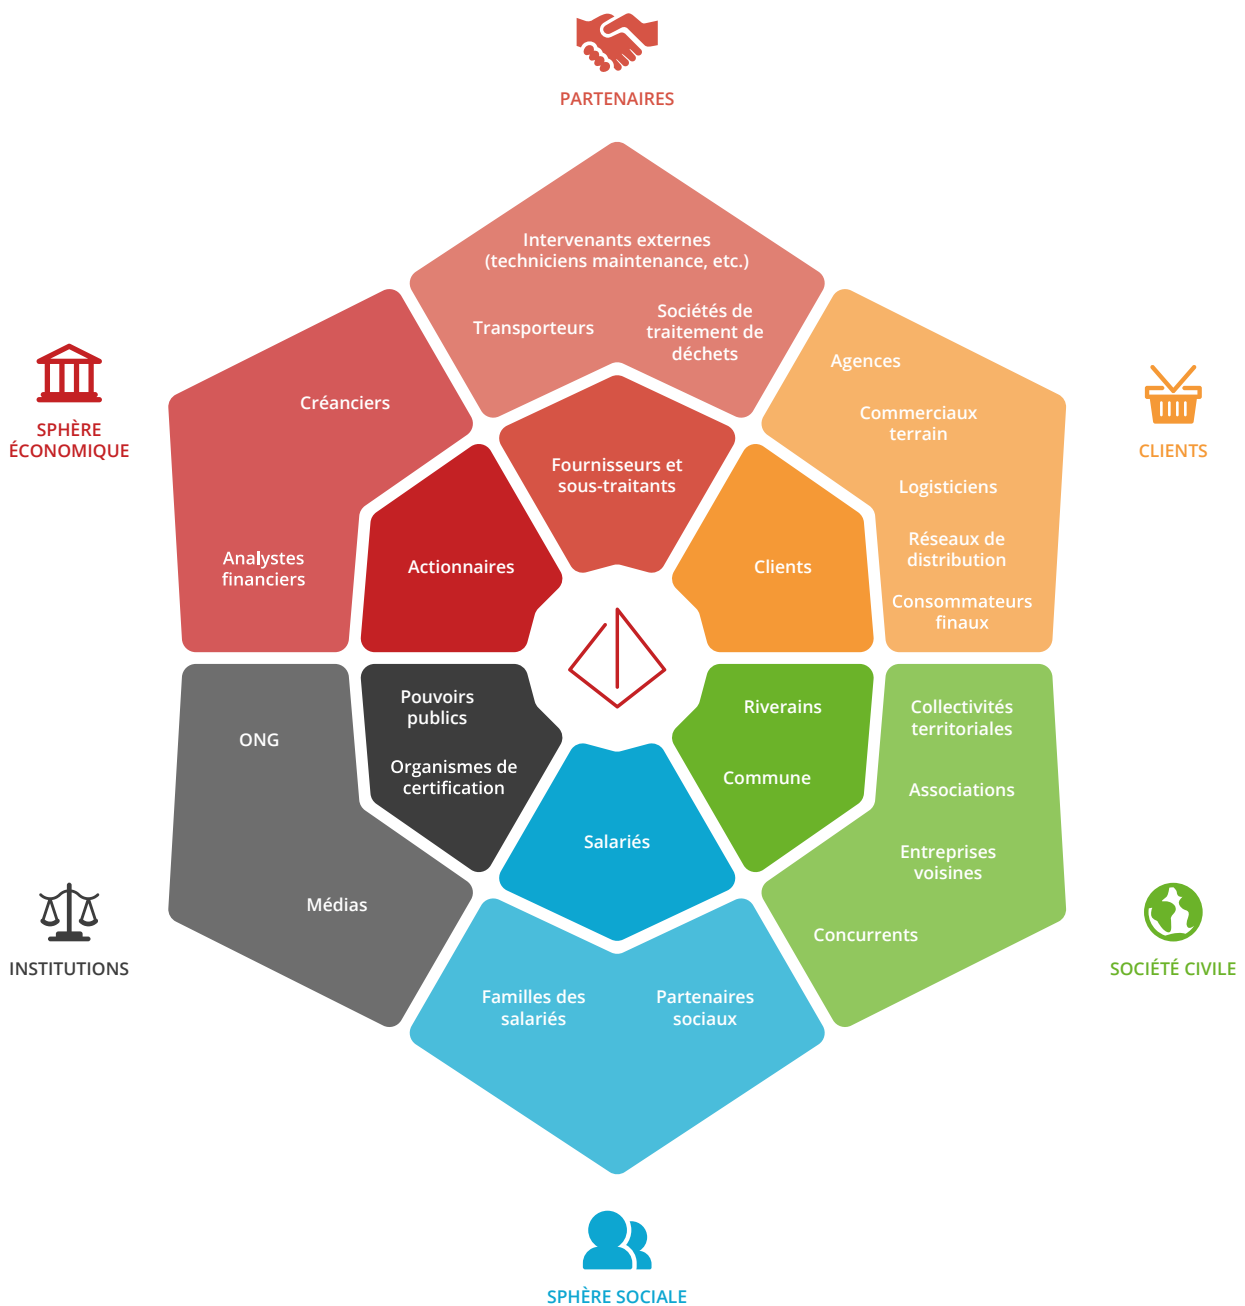 PARTENAIRES
Intervenants externes
(techniciens maintenance, etc.)
Transporteurs
Sociétés de
traitement de
déchets
Fournisseurs et
sous-traitants
SPHÈRE
ÉCONOMIQUE
Créanciers
Analystes
financiers
Actionnaires
CLIENTS
Agences
Commerciaux
terrain
Logisticiens
Réseaux de
distribution
Consommateurs
finaux
Clients
INSTITUTIONS
ONG
Médias
Pouvoirs
publics
Organismes de
certification
SOCIÉTÉ CIVILE
Riverains
Commune
Collectivités
territoriales
Associations
Entreprises
voisines
Concurrents
Salariés
Familles des
salariés
Partenaires
sociaux
SPHÈRE SOCIALE